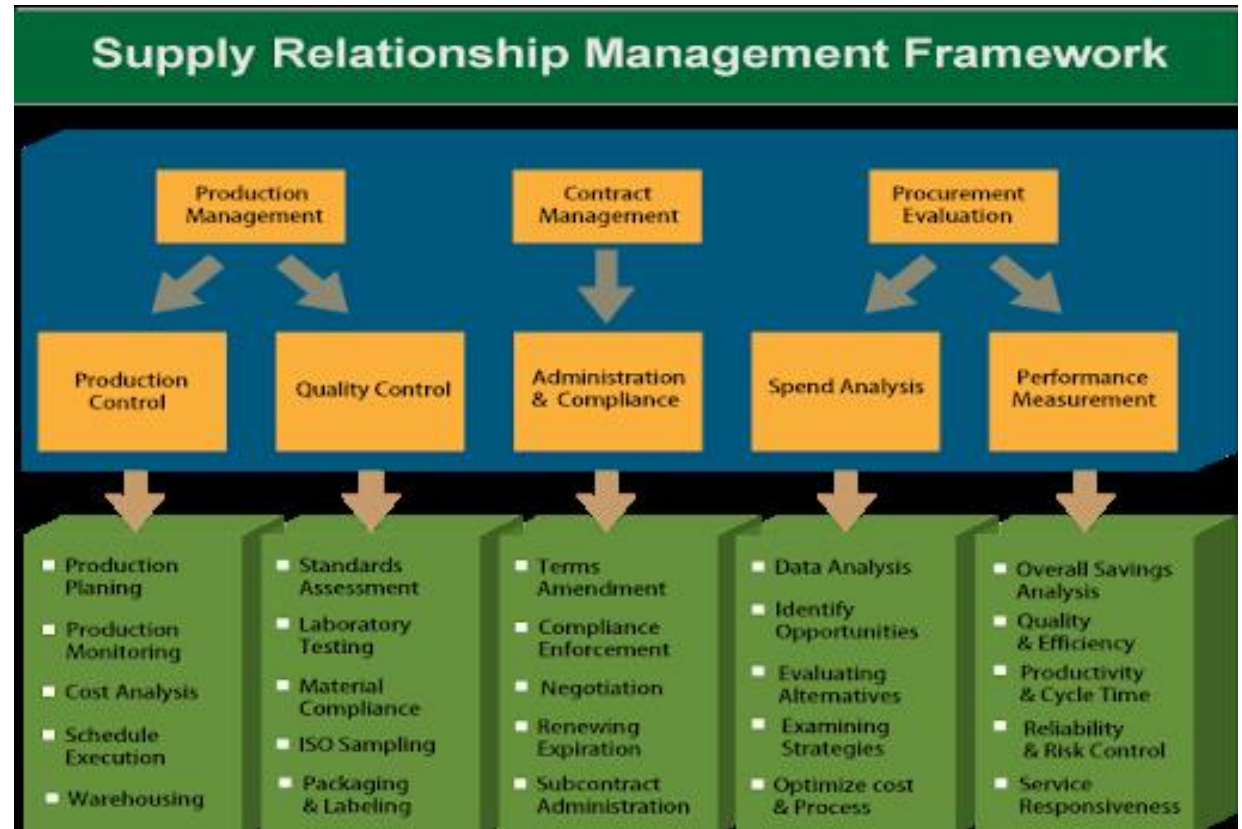 Supply Relationship Management Framework
Production
Management
Contract
Management
Procurement
Evaluation
Production
Control
Quality Control
Administration
& Compliance
Spend Analysis
Performance
Measurement
Production
Planing
Production
Monitoring
Cost Analysis
Schedule
Execution
Warehousing
Standards
Assessment
Laboratory
Testing
Material
Compliance
ISO Sampling
Packaging
& Labeling
Terms
Amendment
Compliance
Enforcement
Negotiation
Renewing
Expiration
Subcontract
Administration
Data Analysis
Identify
Opportunities
Evaluating
Alternatives
Examining
Strategies
Optimize cost
& Process
Overall Savings
Analysis
Quality
& Efficiency
Productivity
& Cycle Time
Reliability
& Risk Control
Service
Responsiveness